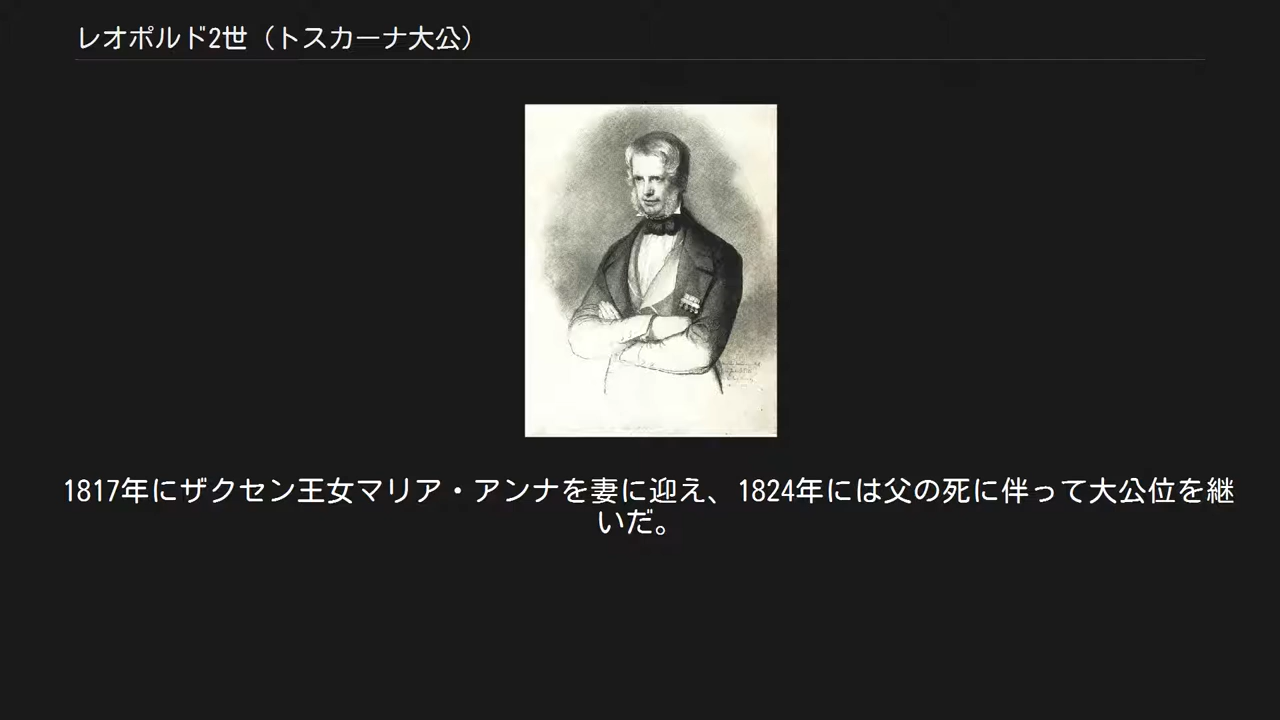 レオポルド2世（トスカーナ大公）
1817年にザクセン王女マリア・アンナを妻に迎え、1824年には父の死に伴って大公位を継
いだ。